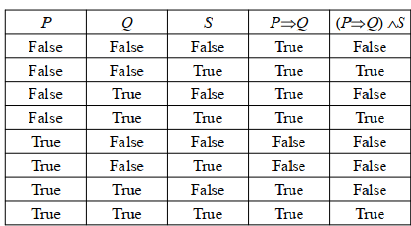 P Q S P⇒Q (P⇒Q) ∧S
False False False True False
False False True True True
False True False True False
False True True True True
True False False False False
True False True False False
True True False True False
True True True True True